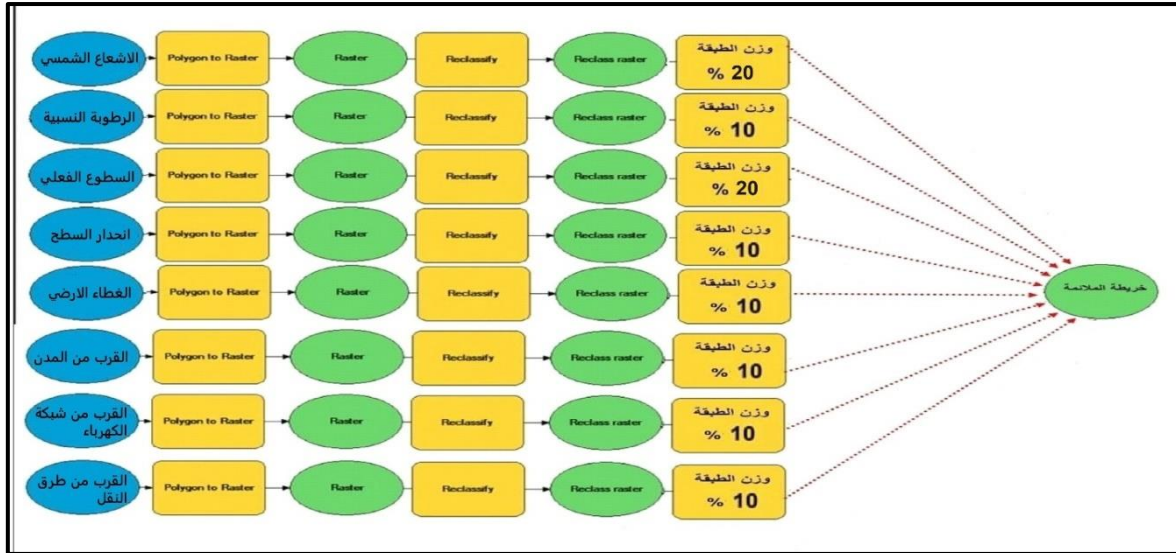 الاشعاع الشمسي
Polygon to Raster
Raster
Reclassify
Reclass raster
وزن الطبقة
% 20
الرطوبة النسبية
Polygon to Raster
Raster
Reclassify
Reclass raster
وزن الطبقة
% 10
السطوع الفعلي
Polygon to Raster
Raster
Reclassify
Reclass raster
وزن الطبقة
% 20
انحدار السطح
Polygon to Raster
Raster
Reclassify
Reclass raster
وزن الطبقة
% 10
الغطاء الارضي
Polygon to Raster
Raster
Reclassify
Reclass raster
وزن الطبقة
% 10
خريطة الملائمة
القرب من المدن
Polygon to Raster
Raster
Reclassify
Reclass raster
وزن الطبقة
% 10
القرب من شبكة
الكهرباء
Polygon to Raster
Raster
Reclassify
Reclass raster
وزن الطبقة
% 10
القرب من طرق
النقل
Polygon to Raster
Raster
Reclassify
Reclass raster
وزن الطبقة
% 10